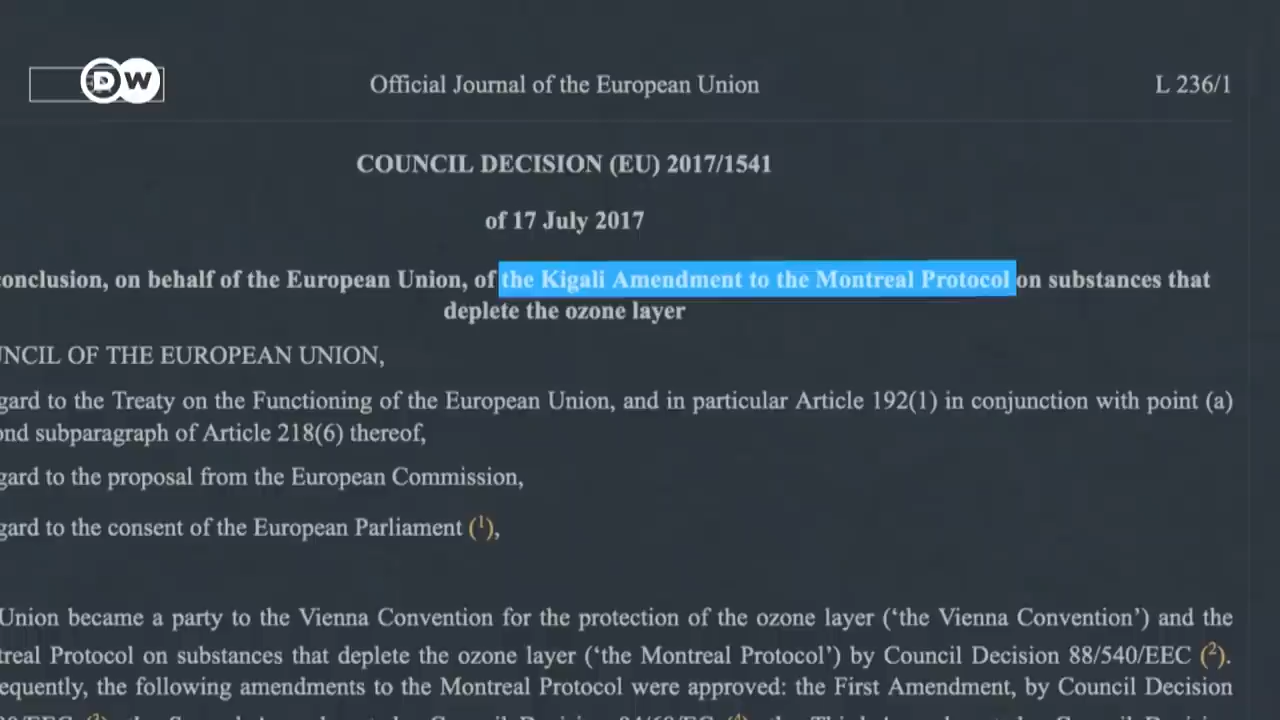 DW
Official Journal of the European Union L 236/1
COUNCIL DECISION (EU) 2017/1541
of 17 July 2017
conclusion, on behalf of the European Union, of the Kigali Amendment to the Montreal Protocol on substances that
deplete the ozone layer
UNCIL OF THE EUROPEAN UNION,
gard to the Treaty on the Functioning of the European Union, and in particular Article 192(1) in conjunction with point (a)
ond subparagraph of Article 218(6) thereof,
gard to the proposal from the European Commission,
gard to the consent of the European Parliament (¹),
Union became a party to the Vienna Convention for the protection of the ozone layer (‘the Vienna Convention’) and the
treal Protocol on substances that deplete the ozone layer (‘the Montreal Protocol’) by Council Decision 88/540/EEC (²).
equently, the following amendments to the Montreal Protocol were approved: the First Amendment, by Council Decision